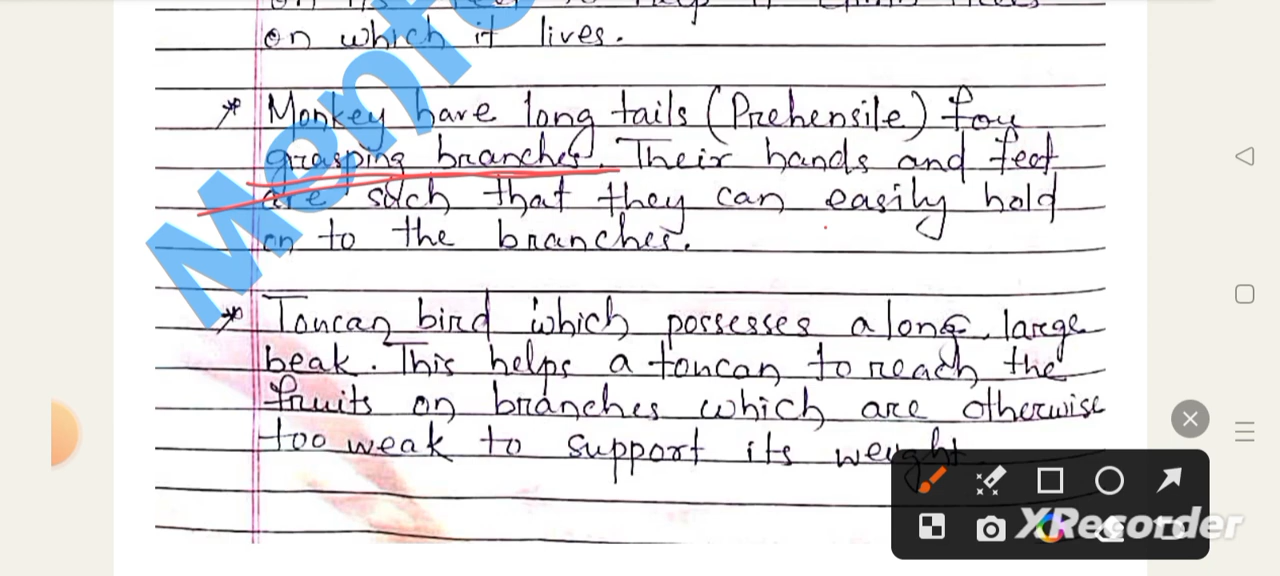 on which it lives.
* Monkey have long tails (Prehensile) for
grasping branches. Their hands and feet
are such that they can easily hold
on to the branches.
* Toucan bird which possesses a long, large
beak. This helps a toucan to reach the
fruits on branches which are otherwise
too weak to support its weight
XRecorder